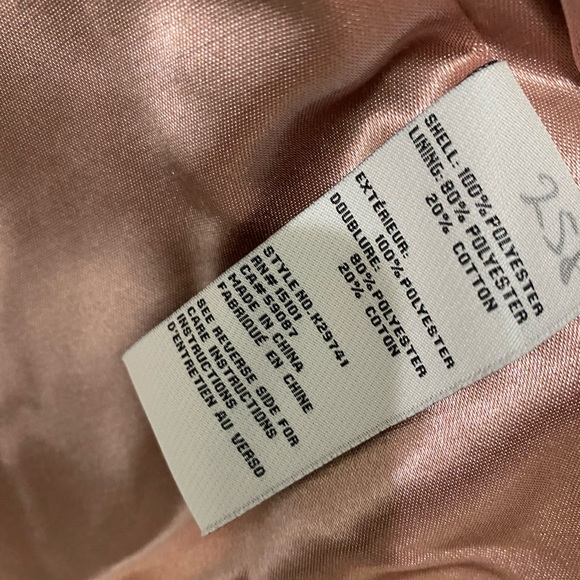 SHELL: 100% POLYESTER
LINING: 80% POLYESTER
20% COTTON
EXTÉRIEUR:
100% POLYESTER
DOUBLURE:
80% POLYESTER
20% COTON
STYLE NO. K29741
RN# 15101
CA# 59087
MADE IN CHINA
FABRIQUÉ EN CHINE
SEE REVERSE SIDE FOR
CARE INSTRUCTIONS
INSTRUCTIONS
D'ENTRETIEN AU VERSO